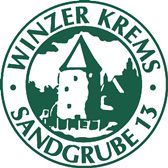 · WINZER KREMS ·
SANDGRUBE 13